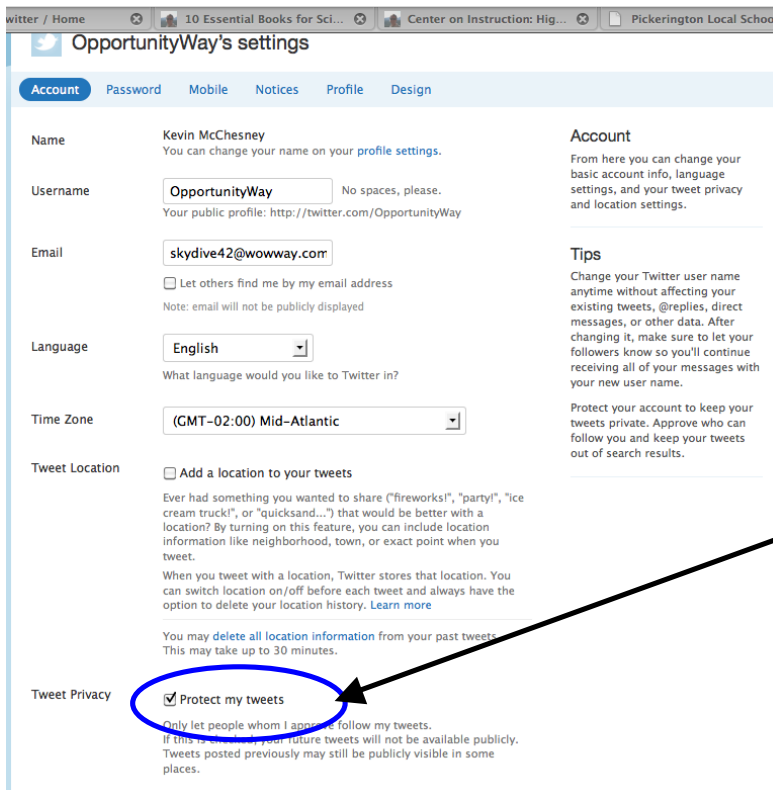 witter / Home
10 Essential Books for Sci...
Center on Instruction: Hig...
Pickerington Local Schoo
OpportunityWay's settings
Account Password Mobile Notices Profile Design
Name
Kevin McChesney
You can change your name on your profile settings.
Username
OpportunityWay
No spaces, please.
Your public profile: http://twitter.com/OpportunityWay
Email
skydive42@wowway.com
Let others find me by my email address
Note: email will not be publicly displayed
Language
English
What language would you like to Twitter in?
Time Zone
(GMT-02:00) Mid-Atlantic
Tweet Location
Add a location to your tweets
Ever had something you wanted to share ("fireworks!", "party!", "ice
cream truck!", or "quicksand...") that would be better with a
location? By turning on this feature, you can include location
information like neighborhood, town, or exact point when you
tweet.
When you tweet with a location, Twitter stores that location. You
can switch location on/off before each tweet and always have the
option to delete your location history. Learn more
You may delete all location information from your past tweets.
This may take up to 30 minutes.
Tweet Privacy
Protect my tweets
Only let people whom I approve follow my tweets.
If this is checked, your future tweets will not be available publicly.
Tweets posted previously may still be publicly visible in some
places.
Account
From here you can change your
basic account info, language
settings, and your tweet privacy
and location settings.
Tips
Change your Twitter user name
anytime without affecting your
existing tweets, @replies, direct
messages, or other data. After
changing it, make sure to let your
followers know so you'll continue
receiving all of your messages with
your new user name.
Protect your account to keep your
tweets private. Approve who can
follow you and keep your tweets
out of search results.